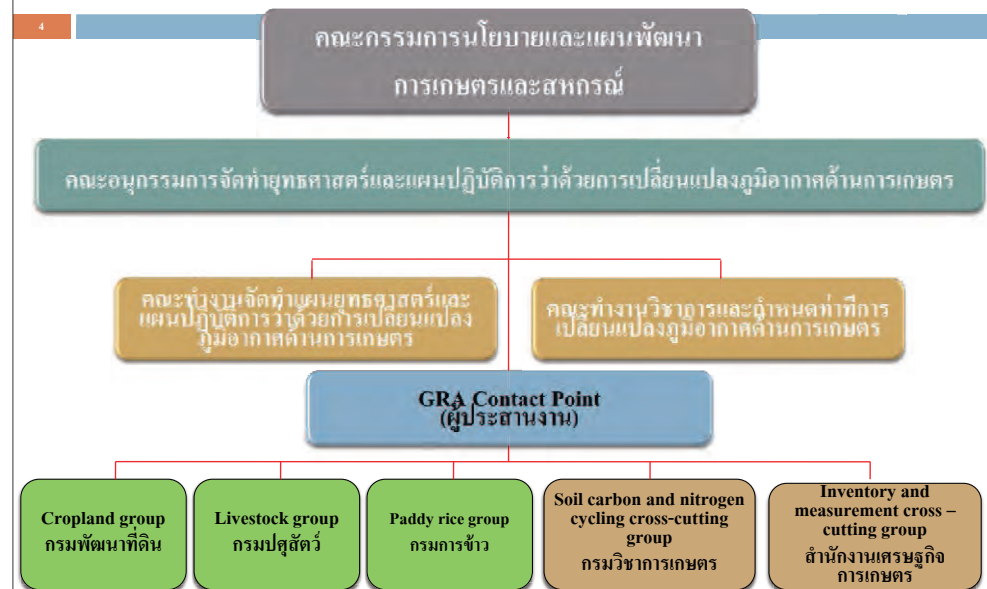 4
คณะกรรมการนโยบายและแผนพัฒนา
การเกษตรและสหกรณ์
คณะอนุกรรมการจัดทำยุทธศาสตร์และแผนปฏิบัติการว่าด้วยการเปลี่ยนแปลงภูมิอากาศด้านการเกษตร
คณะทำงานจัดทำแผนยุทธศาสตร์และ
แผนปฏิบัติการว่าด้วยการเปลี่ยนแปลง
ภูมิอากาศด้านการเกษตร
คณะทำงานวิชาการและกำหนดท่าทีการ
เปลี่ยนแปลงภูมิอากาศด้านการเกษตร
GRA Contact Point
(ผู้ประสานงาน)
Cropland group
กรมพัฒนาที่ดิน
Livestock group
กรมปศุสัตว์
Paddy rice group
กรมการข้าว
Soil carbon and nitrogen
cycling cross-cutting
group
กรมวิชาการเกษตร
Inventory and
measurement cross –
cutting group
สำนักงานเศรษฐกิจ
การเกษตร